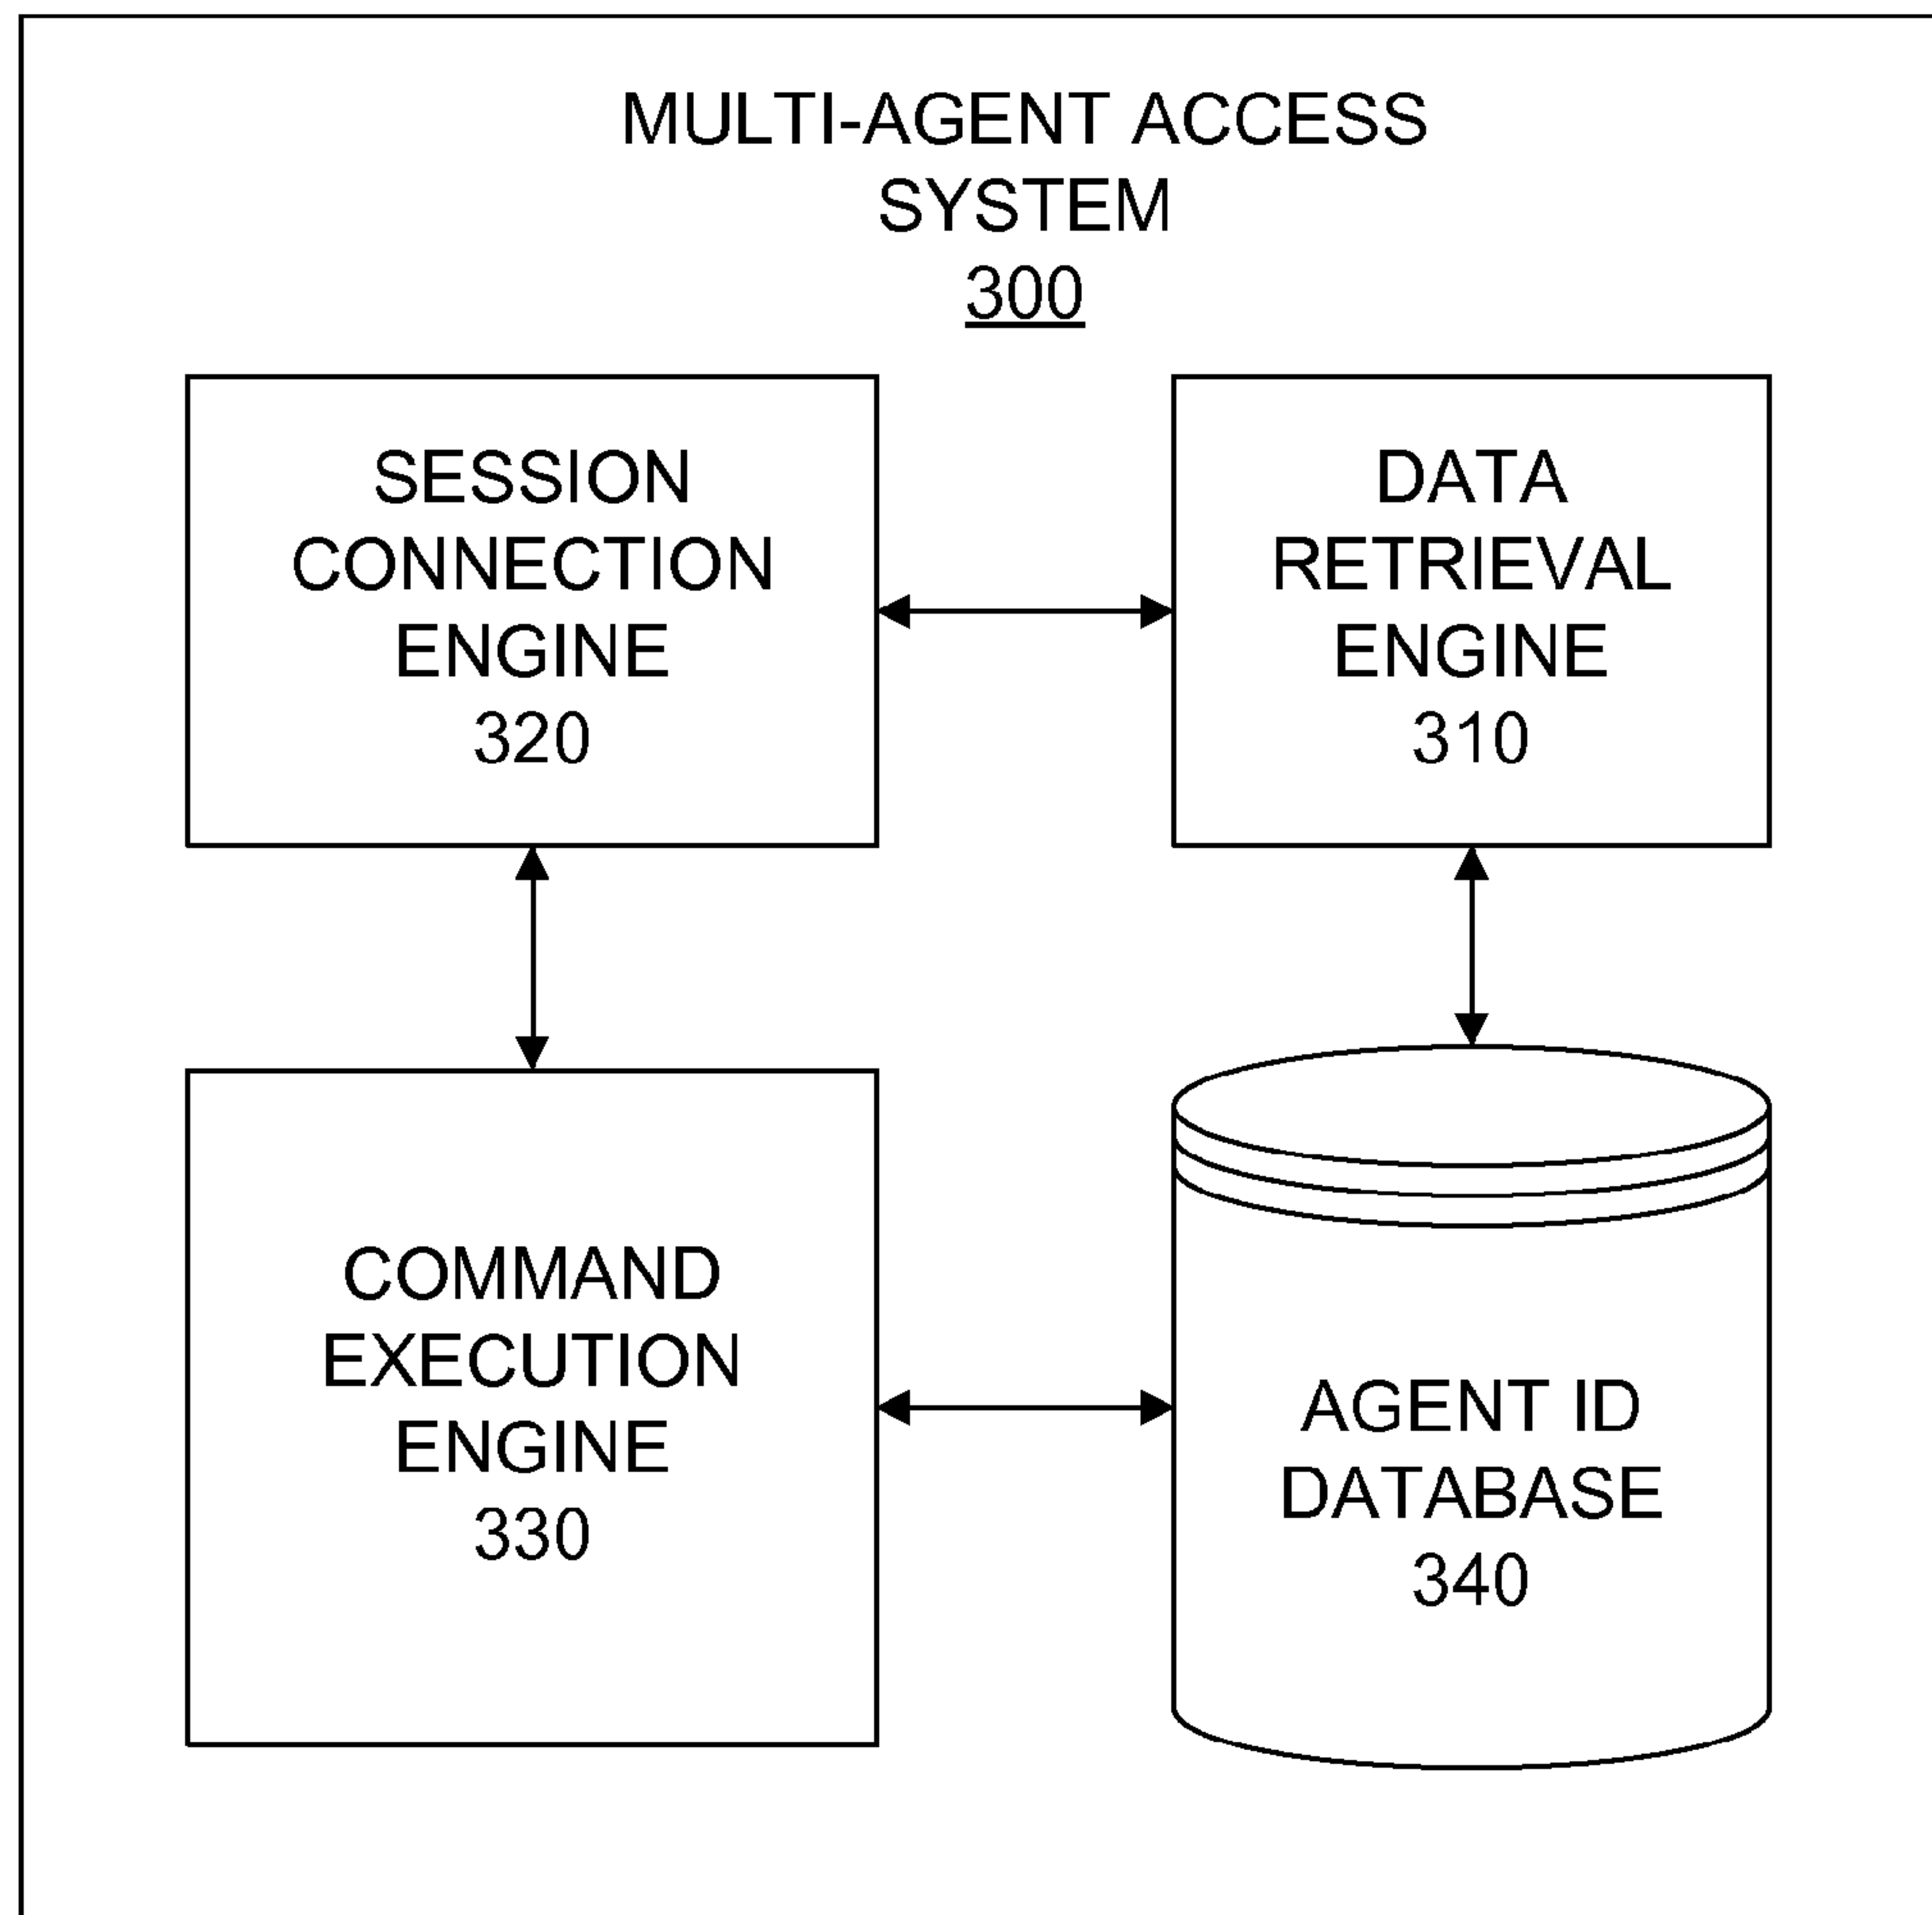 MULTI-AGENT ACCESS
SYSTEM
300
SESSION
CONNECTION
ENGINE
320
DATA
RETRIEVAL
ENGINE
310
COMMAND
EXECUTION
ENGINE
330
AGENT ID
DATABASE
340